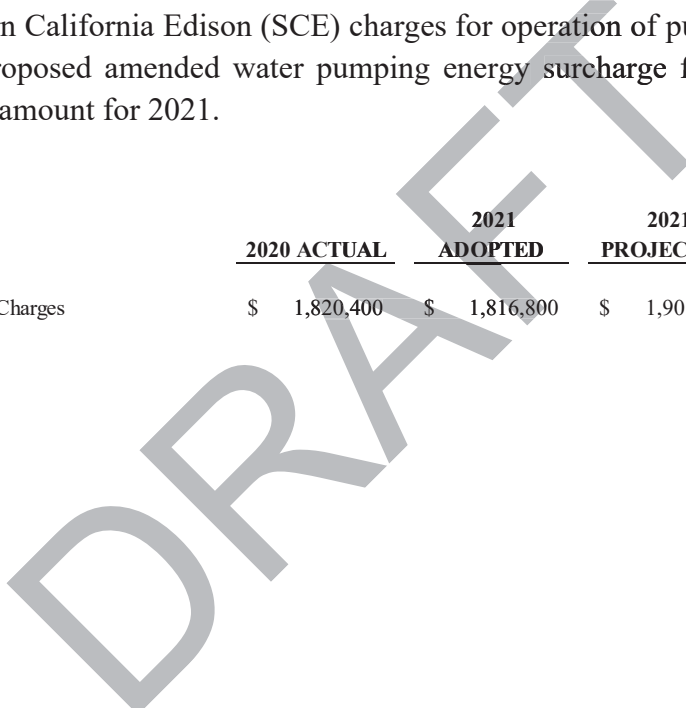 n California Edison (SCE) charges for operation of pu
roposed amended water pumping energy surcharge f
amount for 2021.
2021 2021
2020 ACTUAL ADOPTED PROJEC
Charges $ 1,820,400 $ 1,816,800 $ 1,90
DRAFT